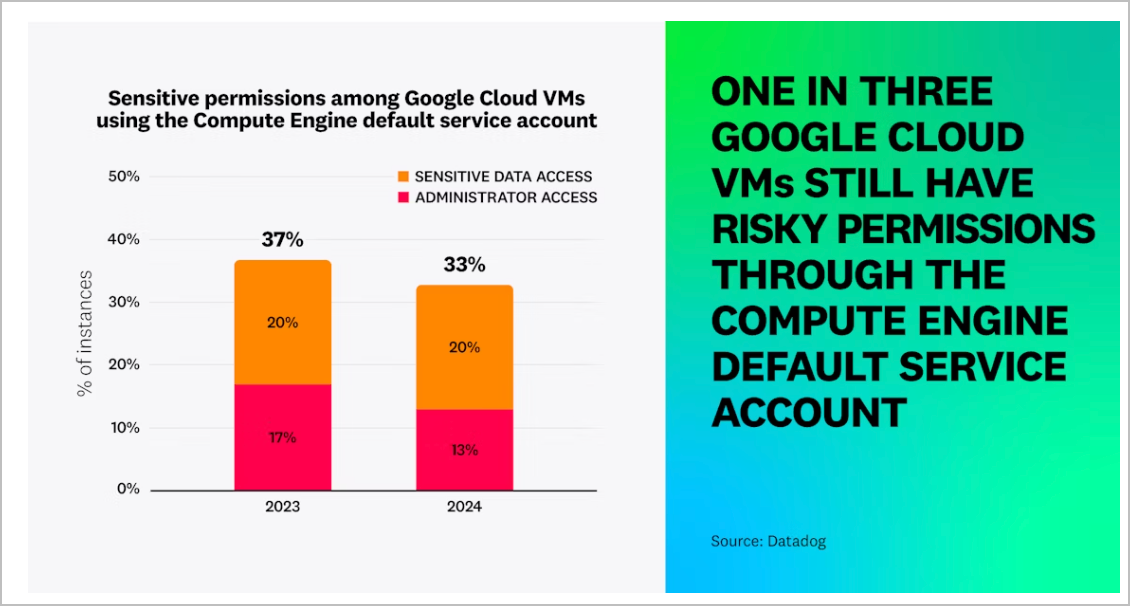 Sensitive permissions among Google Cloud VMs
using the Compute Engine default service account
SENSITIVE DATA ACCESS
ADMINISTRATOR ACCESS
% of instances
50%
40%
30%
20%
10%
0%
37%
20%
17%
2023
33%
20%
13%
2024
ONE IN THREE
GOOGLE CLOUD
VMs STILL HAVE
RISKY PERMISSIONS
THROUGH THE
COMPUTE ENGINE
DEFAULT SERVICE
ACCOUNT
Source: Datadog